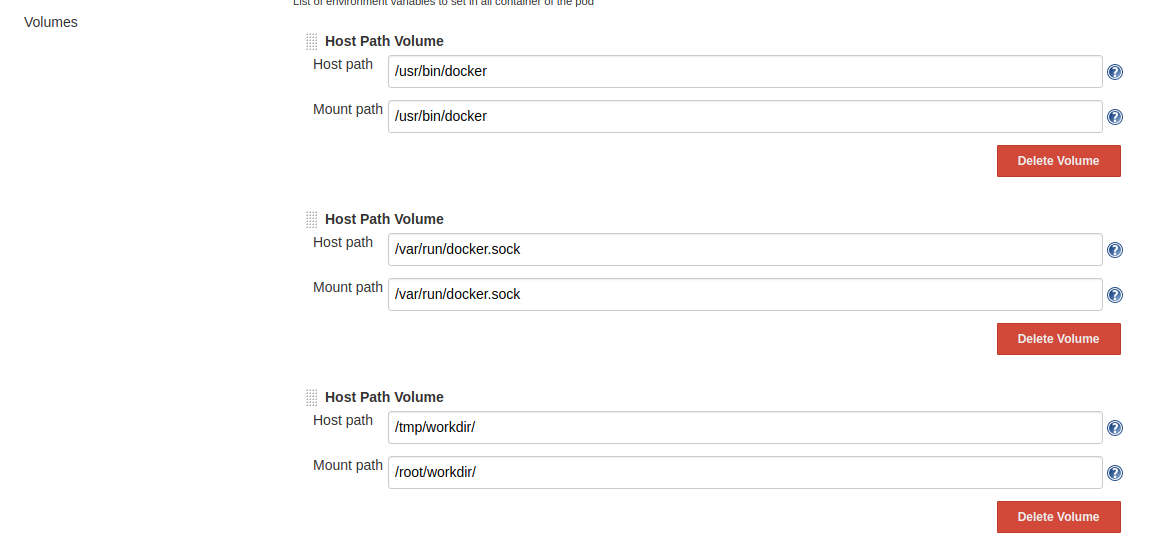 List of environment variables to set in all container of the pod
Volumes
Host Path Volume
Host path
/usr/bin/docker
Mount path
/usr/bin/docker
Delete Volume
Host Path Volume
Host path
/var/run/docker.sock
Mount path
/var/run/docker.sock
Delete Volume
Host Path Volume
Host path
/tmp/workdir/
Mount path
/root/workdir/
Delete Volume